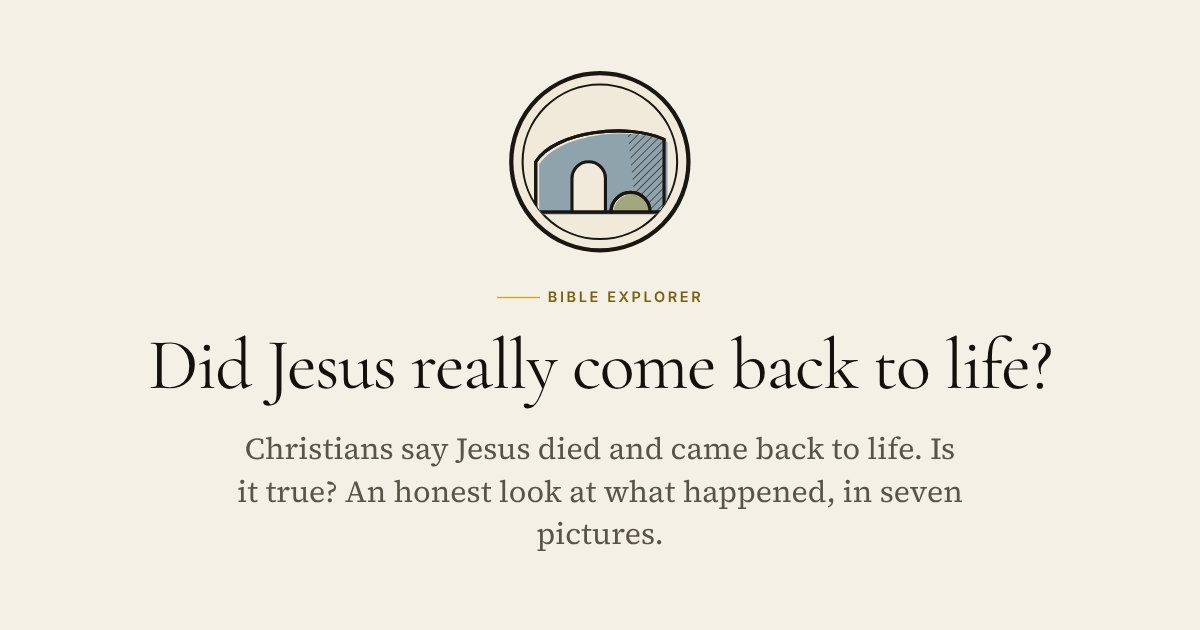 BIBLE EXPLORER
Did Jesus really come back to life?
Christians say Jesus died and came back to life. Is
it true? An honest look at what happened, in seven
pictures.